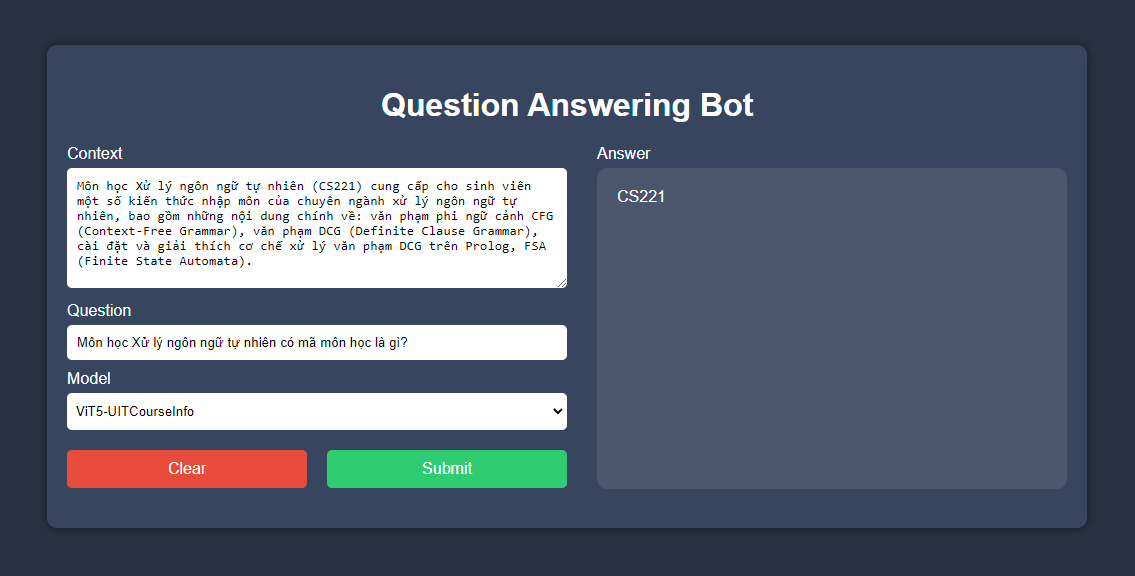 Question Answering Bot
Context
Môn học Xử lý ngôn ngữ tự nhiên (CS221) cung cấp cho sinh viên
một số kiến thức nhập môn của chuyên ngành xử lý ngôn ngữ tự
nhiên, bao gồm những nội dung chính về: văn phạm phi ngữ cảnh CFG
(Context-Free Grammar), văn phạm DCG (Definite Clause Grammar),
cài đặt và giải thích cơ chế xử lý văn phạm DCG trên Prolog, FSA
(Finite State Automata).
Question
Môn học Xử lý ngôn ngữ tự nhiên có mã môn học là gì?
Model
ViT5-UITCourseInfo
Clear
Submit
Answer
CS221